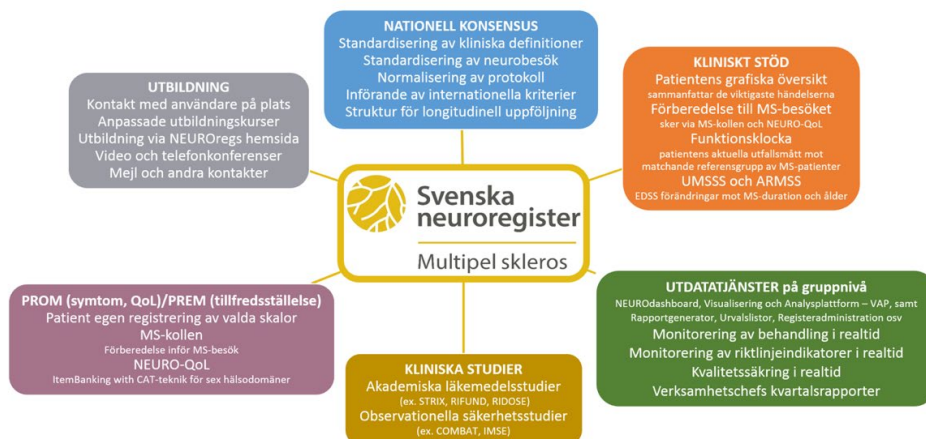 NATIONELL KONSENSUS
Standardisering av kliniska definitioner
Standardisering av neurobesök
Normalisering av protokoll
Införande av internationella kriterier
Struktur för longitudinell uppföljning
UTBILDNING
Kontakt med användare på plats
Anpassade utbildningskurser
Utbildning via NEUROregs hemsida
Video och telefonkonferenser
Mejl och andra kontakter
KLINISKT STÖD
Patientens grafiska översikt
sammanfattar de viktigaste händelserna
Förberedelse till MS-besöket
sker via MS-kollen och NEURO-QoL
Funktionsklocka
patientens aktuella utfallsmått mot
matchande referensgrupp av MS-patienter
UMSSS och ARMSS
EDSS förändringar mot MS-duration och ålder
Svenska
neuroregister
Multipel skleros
PROM (symtom, QoL)/PREM (tillfredsställelse)
Patient egen registrering av valda skalor
MS-kollen
Förberedelse inför MS-besök
NEURO-QoL
ItemBanking with CAT-teknik för sex hälsodomäner
KLINISKA STUDIER
Akademiska läkemedelsstudier
(ex. STRIX, RIFUND, RIDOSE)
Observationella säkerhetsstudier
(ex. COMBAT, IMSE)
UTDATATJÄNSTER på gruppnivå
NEUROdashboard, Visualisering och Analysplattform – VAP, samt
Rapportgenerator, Urvalslistor, Registeradministration osv
Monitorering av behandling i realtid
Monitorering av riktlinjeindikatorer i realtid
Kvalitetssäkring i realtid
Verksamhetschefs kvartalsrapporter